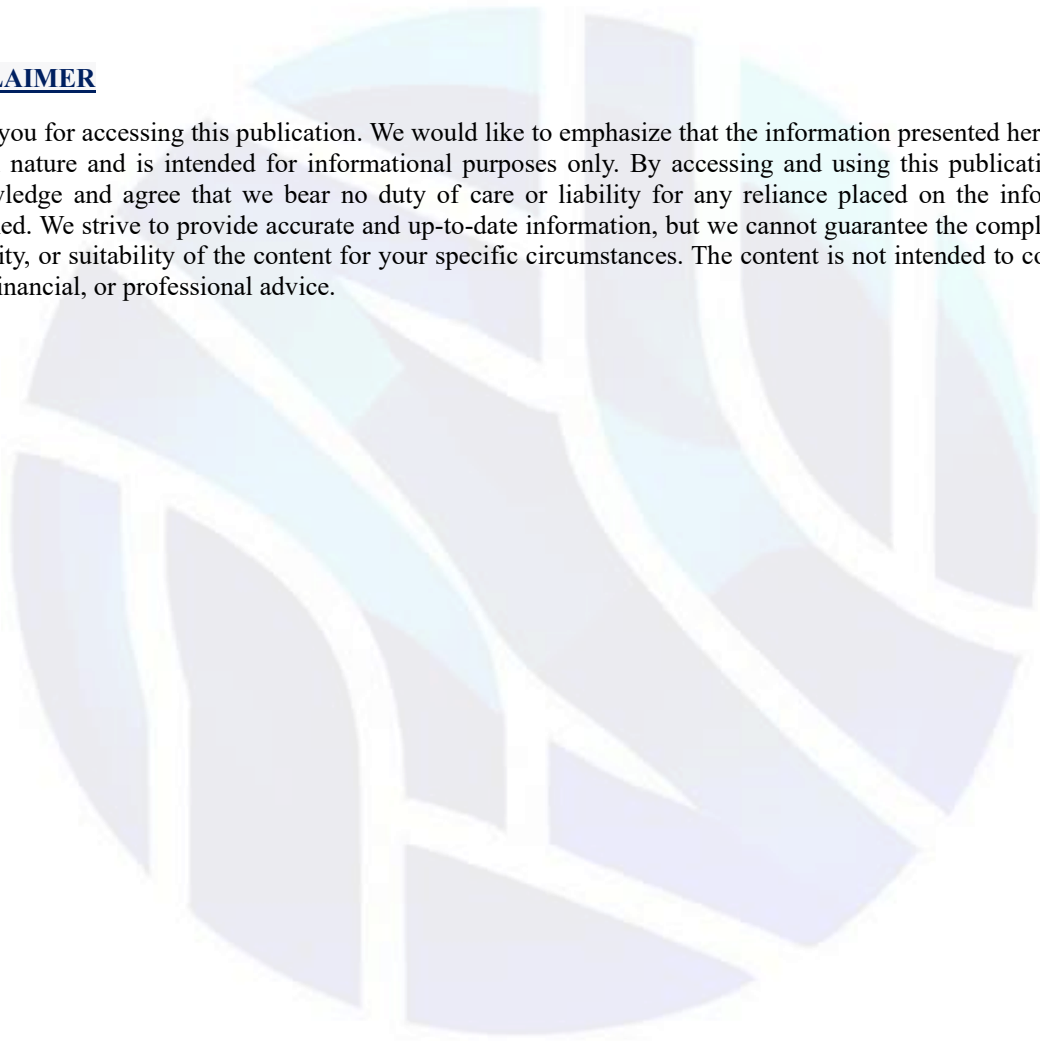 LAIMER
you for accessing this publication. We would like to emphasize that the information presented her
nature and is intended for informational purposes only. By accessing and using this publicati
ledge and agree that we bear no duty of care or liability for any reliance placed on the info
ed. We strive to provide accurate and up-to-date information, but we cannot guarantee the compl
ity, or suitability of the content for your specific circumstances. The content is not intended to co
inancial, or professional advice.